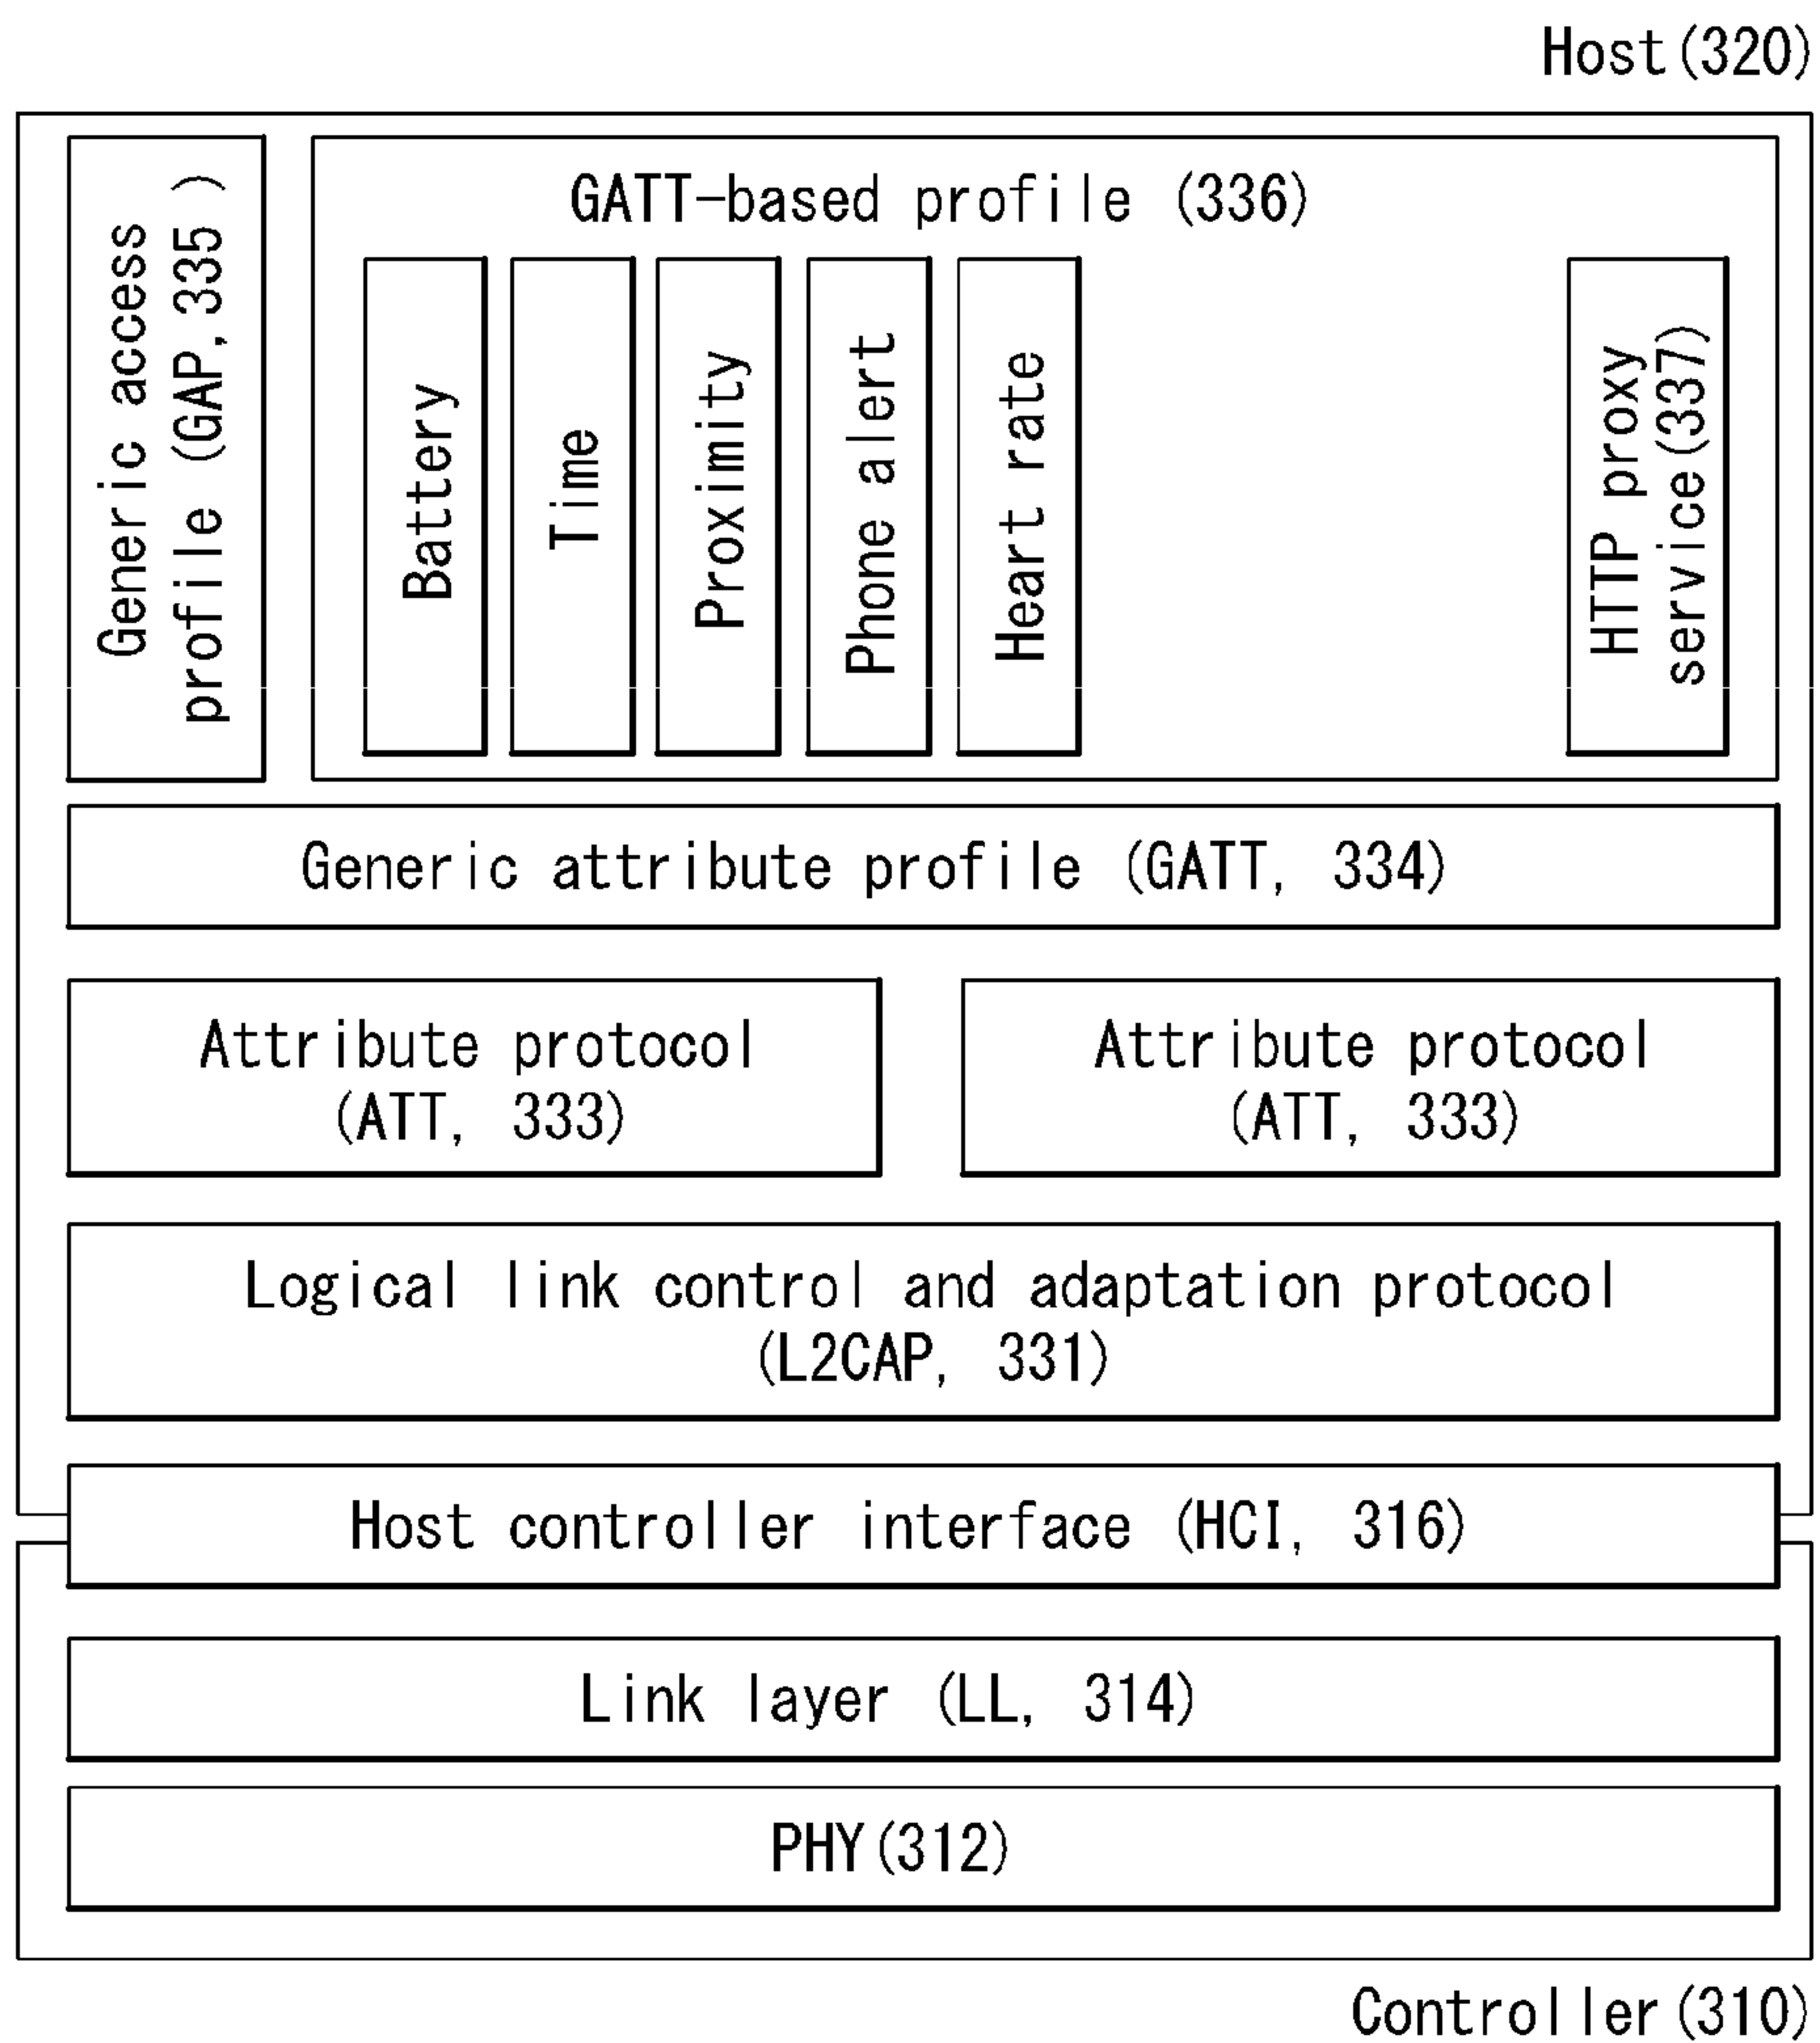 Host(320)
Generic access
profile (GAP, 335 )
GATT-based profile (336)
Battery
Time
Proximity
Phone alert
Heart rate
HTTP proxy
service(337)
Generic attribute profile (GATT, 334)
Attribute protocol
(ATT, 333)
Attribute protocol
(ATT, 333)
Logical link control and adaptation protocol
(L2CAP, 331)
Host controller interface (HCI, 316)
Link layer (LL, 314)
PHY(312)
Controller(310)